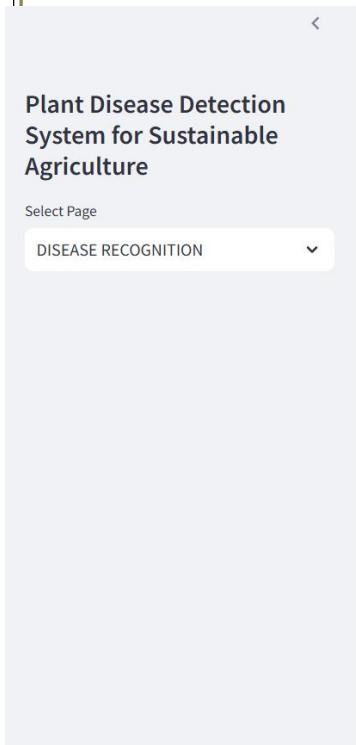 Plant Disease Detection
System for Sustainable
Agriculture
Select Page
DISEASE RECOGNITION